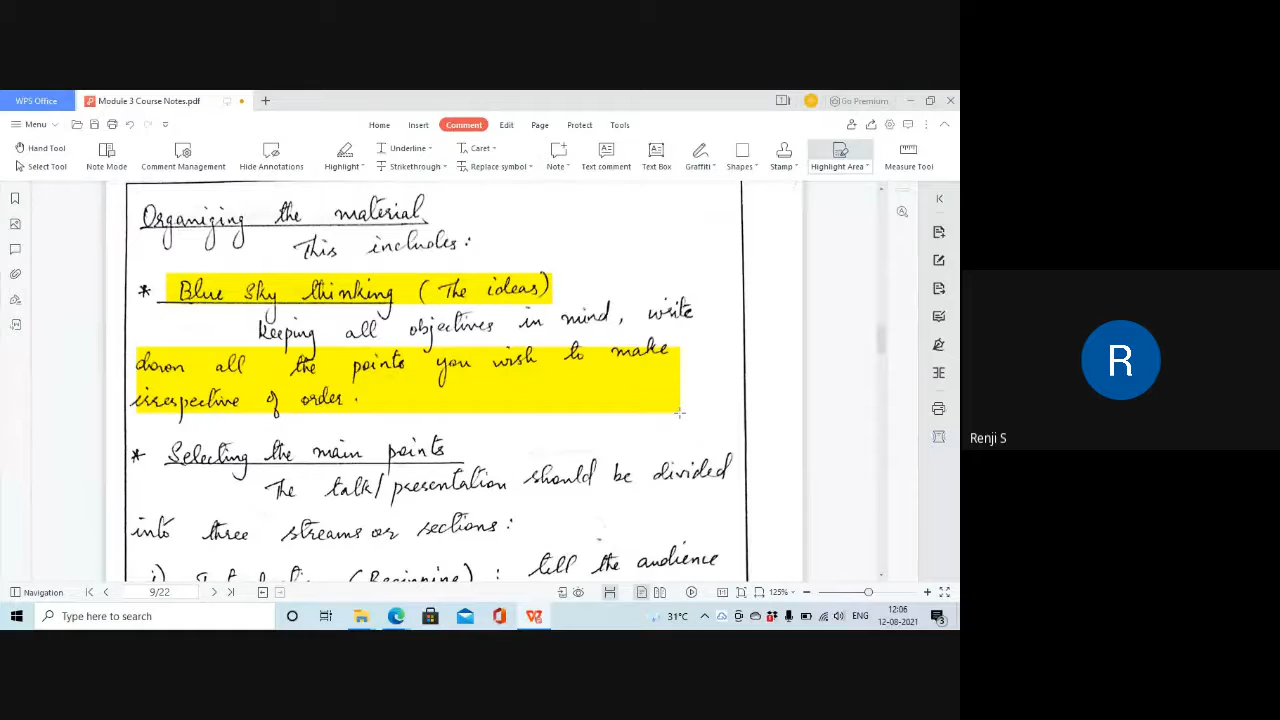 WPS Office
Module 3 Course Notes.pdf
Go Premium
Menu
Home Insert Comment Edit Page Protect Tools
Hand Tool
Select Tool
Note Mode
Comment Management
Hide Annotations
Highlight
Underline
Strikethrough
Caret
Replace symbol
Note
Text comment
Text Box
Graffiti
Shapes
Stamp
Highlight Area
Measure Tool
Organizing the material
This includes:
* Blue Sky thinking (The ideas)
Keeping all objectives in mind, write
down all the points you wish to make
irrespective of order.
* Selecting the main points
The talk/presentation should be divided
into three streams or sections:
(Beginning) : tell the audience
Renji S
R
Navigation
9/22
125%
Type here to search
31°C
ENG
12:06
12-08-2021
3